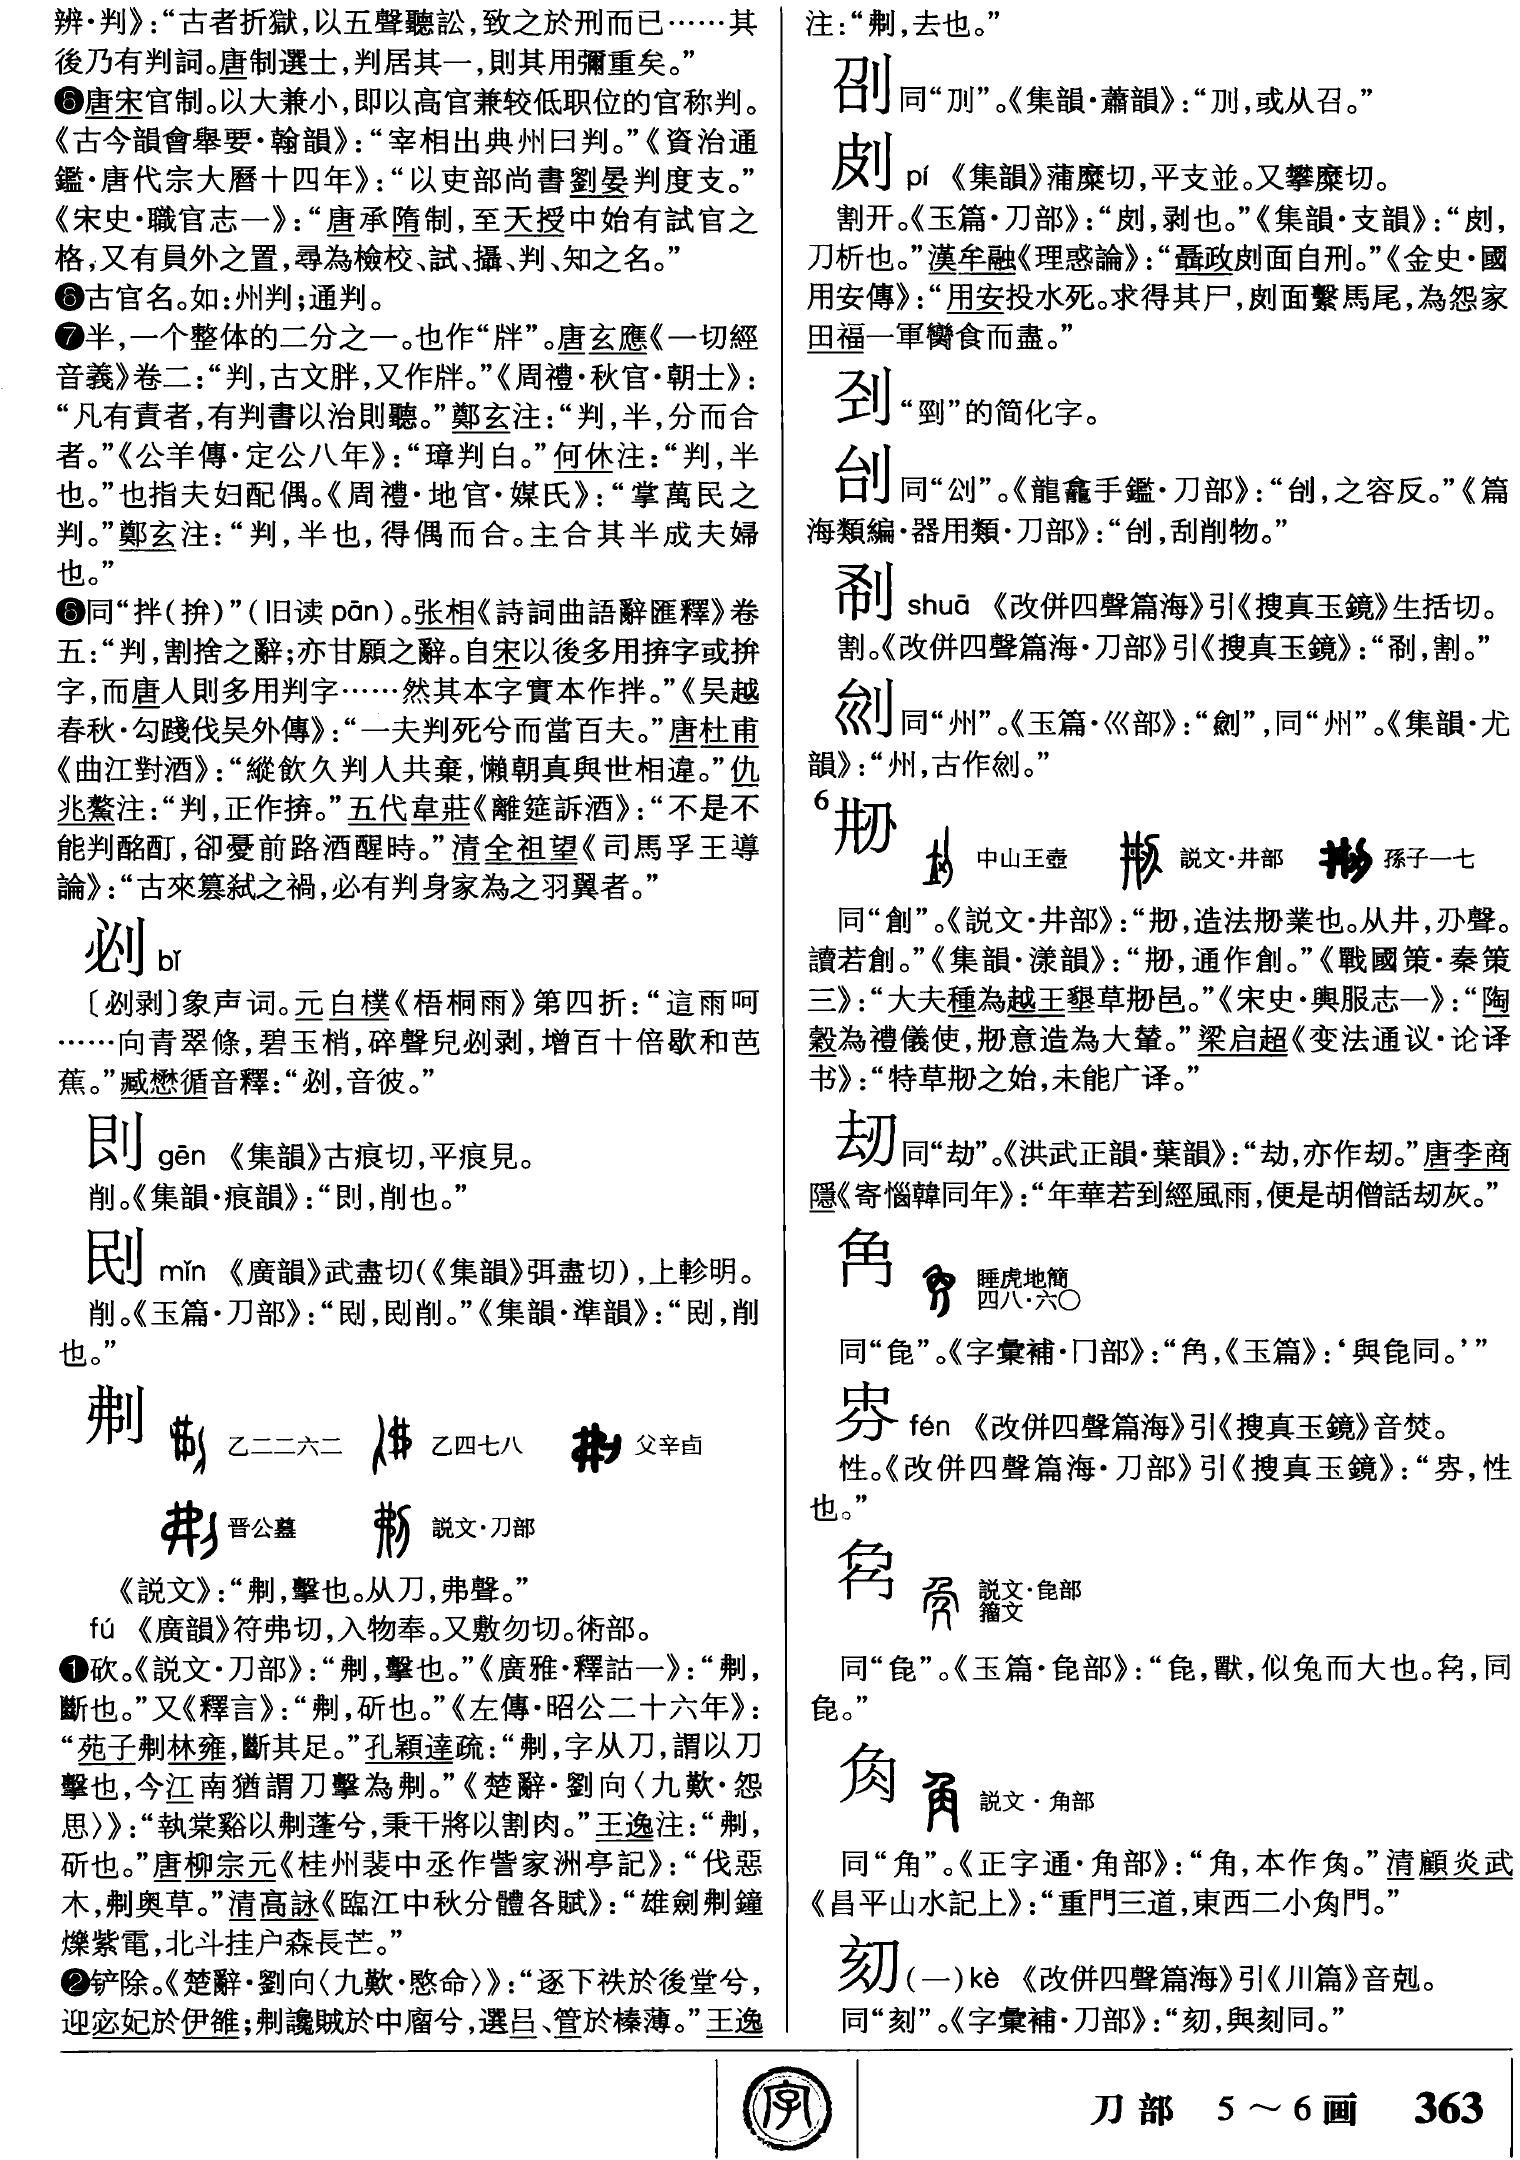 辨·判》：“古者折獄，以五聲聽訟，致之於刑而已……其
後乃有判詞。唐制選士，判居其一，則其用彌重矣。”
❺唐宋官制。以大兼小，即以高官兼较低职位的官称判。
《古今韻會舉要·翰韻》：“宰相出典州曰判。”《資治通
鑑·唐代宗大曆十四年》：“以吏部尚書劉晏判度支。”
《宋史·職官志一》：“唐承隋制，至天授中始有試官之
格，又有員外之置，尋為檢校、試、攝、判、知之名。”
❻古官名。如：州判；通判。
❼半，一个整体的二分之一。也作“牉”。唐玄應《一切經
音義》卷二：“判，古文胖，又作牉。”《周禮·秋官·朝士》：
“凡有責者，有判書以治則聽。”鄭玄注：“判，半，分而合
者。”《公羊傳·定公八年》：“璋判白。”何休注：“判，半
也。”也指夫妇配偶。《周禮·地官·媒氏》：“掌萬民之
判。”鄭玄注：“判，半也，得偶而合。主合其半成夫婦
也。”
❽同“拌（拚）”（旧读pān）。张相《詩詞曲語辭匯釋》卷
五：“判，割捨之辭；亦甘願之辭。自宋以後多用拚字或拚
字，而唐人則多用判字……然其本字實本作拌。”《吴越
春秋·勾踐伐吴外傳》：“一夫判死兮而當百夫。”唐杜甫
《曲江對酒》：“縱飲久判人共棄，懶朝真與世相違。”仇
兆鰲注：“判，正作拚。”五代韋莊《離筵訴酒》：“不是不
能判酩酊，卻憂前路酒醒時。”清全祖望《司馬孚王導
論》：“古來篡弑之禍，必有判身家為之羽翼者。”
㓖 bǐ
〔㓖剥〕象声词。元白樸《梧桐雨》第四折：“這雨呵
……向青翠條，碧玉梢，碎聲兒㓖剥，增百十倍歇和芭
蕉。”臧懋循音釋：“㓖，音彼。”
gēn 《集韻》古痕切，平痕見。
削。《集韻·痕韻》：“，削也。”
刡 mǐn 《廣韻》武盡切（《集韻》弭盡切），上軫明。
削。《玉篇·刀部》：“刡，刡削。”《集韻·準韻》：“刡，削
也。”
刜
乙二二六二 乙四七八 父辛卣
晋公䀇 説文·刀部
《説文》：“刜，擊也。从刀，弗聲。”
fú 《廣韻》符弗切，入物奉。又敷勿切。術部。
❶砍。《説文·刀部》：“刜，擊也。”《廣雅·釋詁一》：“刜，
斷也。”又《釋言》：“刜，斫也。”《左傳·昭公二十六年》：
“苑子刜林雍，斷其足。”孔穎達疏：“刜，字从刀，謂以刀
擊也，今江南猶謂刀擊為刜。”《楚辭·劉向〈九歎·怨
思〉》：“執棠谿以刜蓬兮，秉干將以割肉。”王逸注：“刜，
斫也。”唐柳宗元《桂州裴中丞作訾家洲亭記》：“伐惡
木，刜奥草。”清高詠《臨江中秋分體各賦》：“雄劍刜鐘
爍紫電，北斗挂户森長芒。”
❷铲除。《楚辭·劉向〈九歎·愍命〉》：“逐下袟於後堂兮，
迎宓妃於伊雒；刜讒賊於中廇兮，選吕、管於榛薄。”王逸
注：“刜，去也。”
㓘 同“刐”。《集韻·蕭韻》：“刐，或从召。”
㓟 pí 《集韻》蒲糜切，平支並。又攀糜切。
割开。《玉篇·刀部》：“㓟，剥也。”《集韻·支韻》：“㓟，
刀析也。”漢牟融《理惑論》：“聶政㓟面自刑。”《金史·國
用安傳》：“用安投水死。求得其尸，㓟面繫馬尾，為怨家
田福一軍臠食而盡。”
刭 “剄”的简化字。
刣 同“刉”。《龍龕手鑑·刀部》：“刣，之容反。”《篇
海類編·器用類·刀部》：“刣，刮削物。”
shuā 《改併四聲篇海》引《搜真玉鏡》生括切。
割。《改併四聲篇海·刀部》引《搜真玉鏡》：“，割。”
同“州”。《玉篇·巛部》：“”，同“州”。《集韻·尤
韻》：“州，古作。”
6 刱
中山王壺 説文·井部 孫子一七
同“創”。《説文·井部》：“刱，造法刱業也。从井，刅聲。
讀若創。”《集韻·漾韻》：“刱，通作創。”《戰國策·秦策
三》：“大夫種為越王墾草刱邑。”《宋史·輿服志一》：“陶
穀為禮儀使，刱意造為大輦。”梁启超《变法通议·论译
书》：“特草刱之始，未能广译。”
刼 同“劫”。《洪武正韻·葉韻》：“劫，亦作刼。”唐李商
隱《寄惱韓同年》：“年華若到經風雨，便是胡僧話刼灰。”
睡虎地簡
四八·六〇
同“㲋”。《字彙補·冂部》：“，《玉篇》：‘與㲋同。’”
fén 《改併四聲篇海》引《搜真玉鏡》音焚。
性。《改併四聲篇海·刀部》引《搜真玉鏡》：“，性
也。”
説文·㲋部
籀文
同“㲋”。《玉篇·㲋部》：“㲋，獸，似兔而大也。，同
㲋。”
説文·角部
同“角”。《正字通·角部》：“角，本作。”清顧炎武
《昌平山水記上》：“重門三道，東西二小門。”
刻 （一）kè 《改併四聲篇海》引《川篇》音剋。
同“刻”。《字彙補·刀部》：“，與刻同。”
字
刀部 5～6画 363